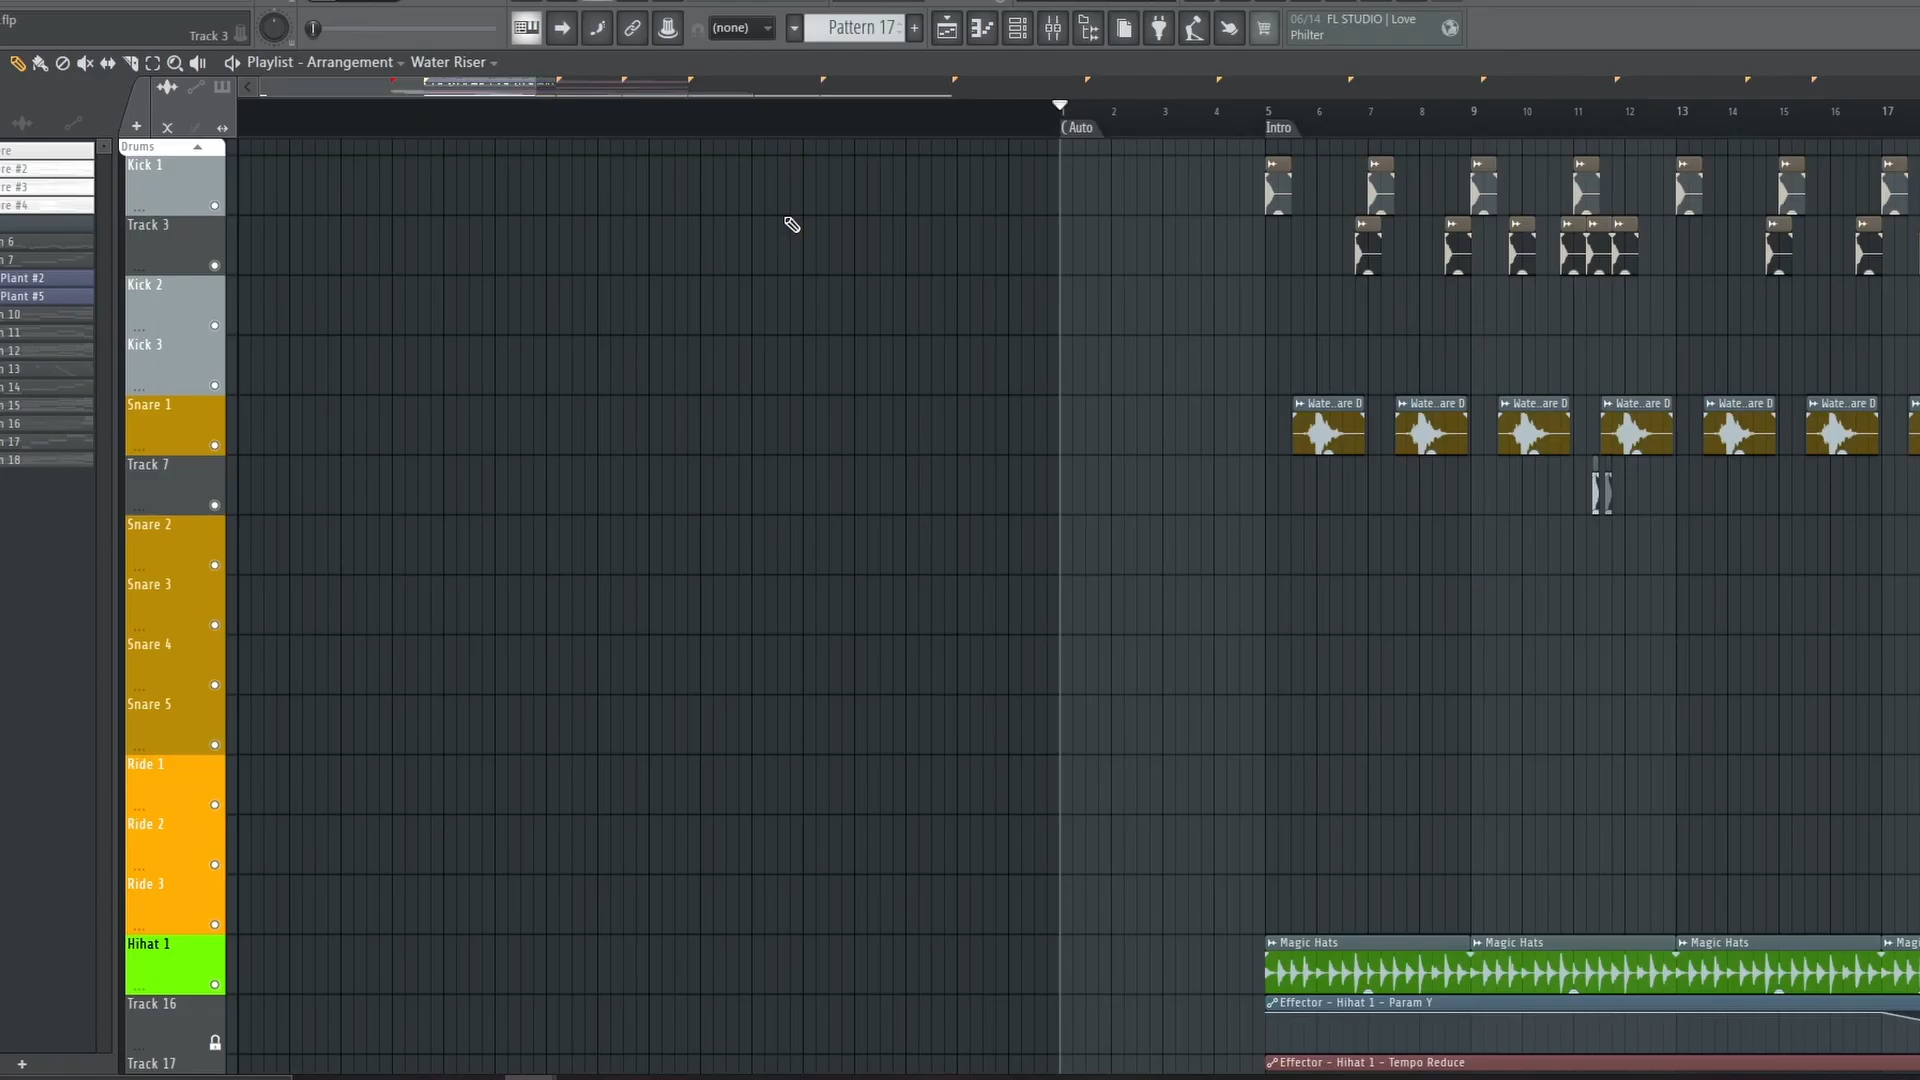 .flp
Track 3
(none)
Pattern 17
06/14 FL STUDIO | Love
Philter
Playlist - Arrangement
Water Riser
1 2 3 4 5 6 7 8 9 10 11 12 13 14 15 16 17
(Auto
Intro
Drums
Kick 1
Track 3
Kick 2
Kick 3
Snare 1
Track 7
Snare 2
Snare 3
Snare 4
Snare 5
Ride 1
Ride 2
Ride 3
Hihat 1
Track 16
Track 17
re
re #2
re #3
re #4
n 6
n 7
Plant #2
Plant #5
n 10
n 11
n 12
n 13
n 14
n 15
n 16
n 17
n 18
Wate..are D
Wate..are D
Wate..are D
Wate..are D
Wate..are D
Wate..are D
Magic Hats
Magic Hats
Magic Hats
Magi
Effector - Hihat 1 - Param Y
Effector - Hihat 1 - Tempo Reduce